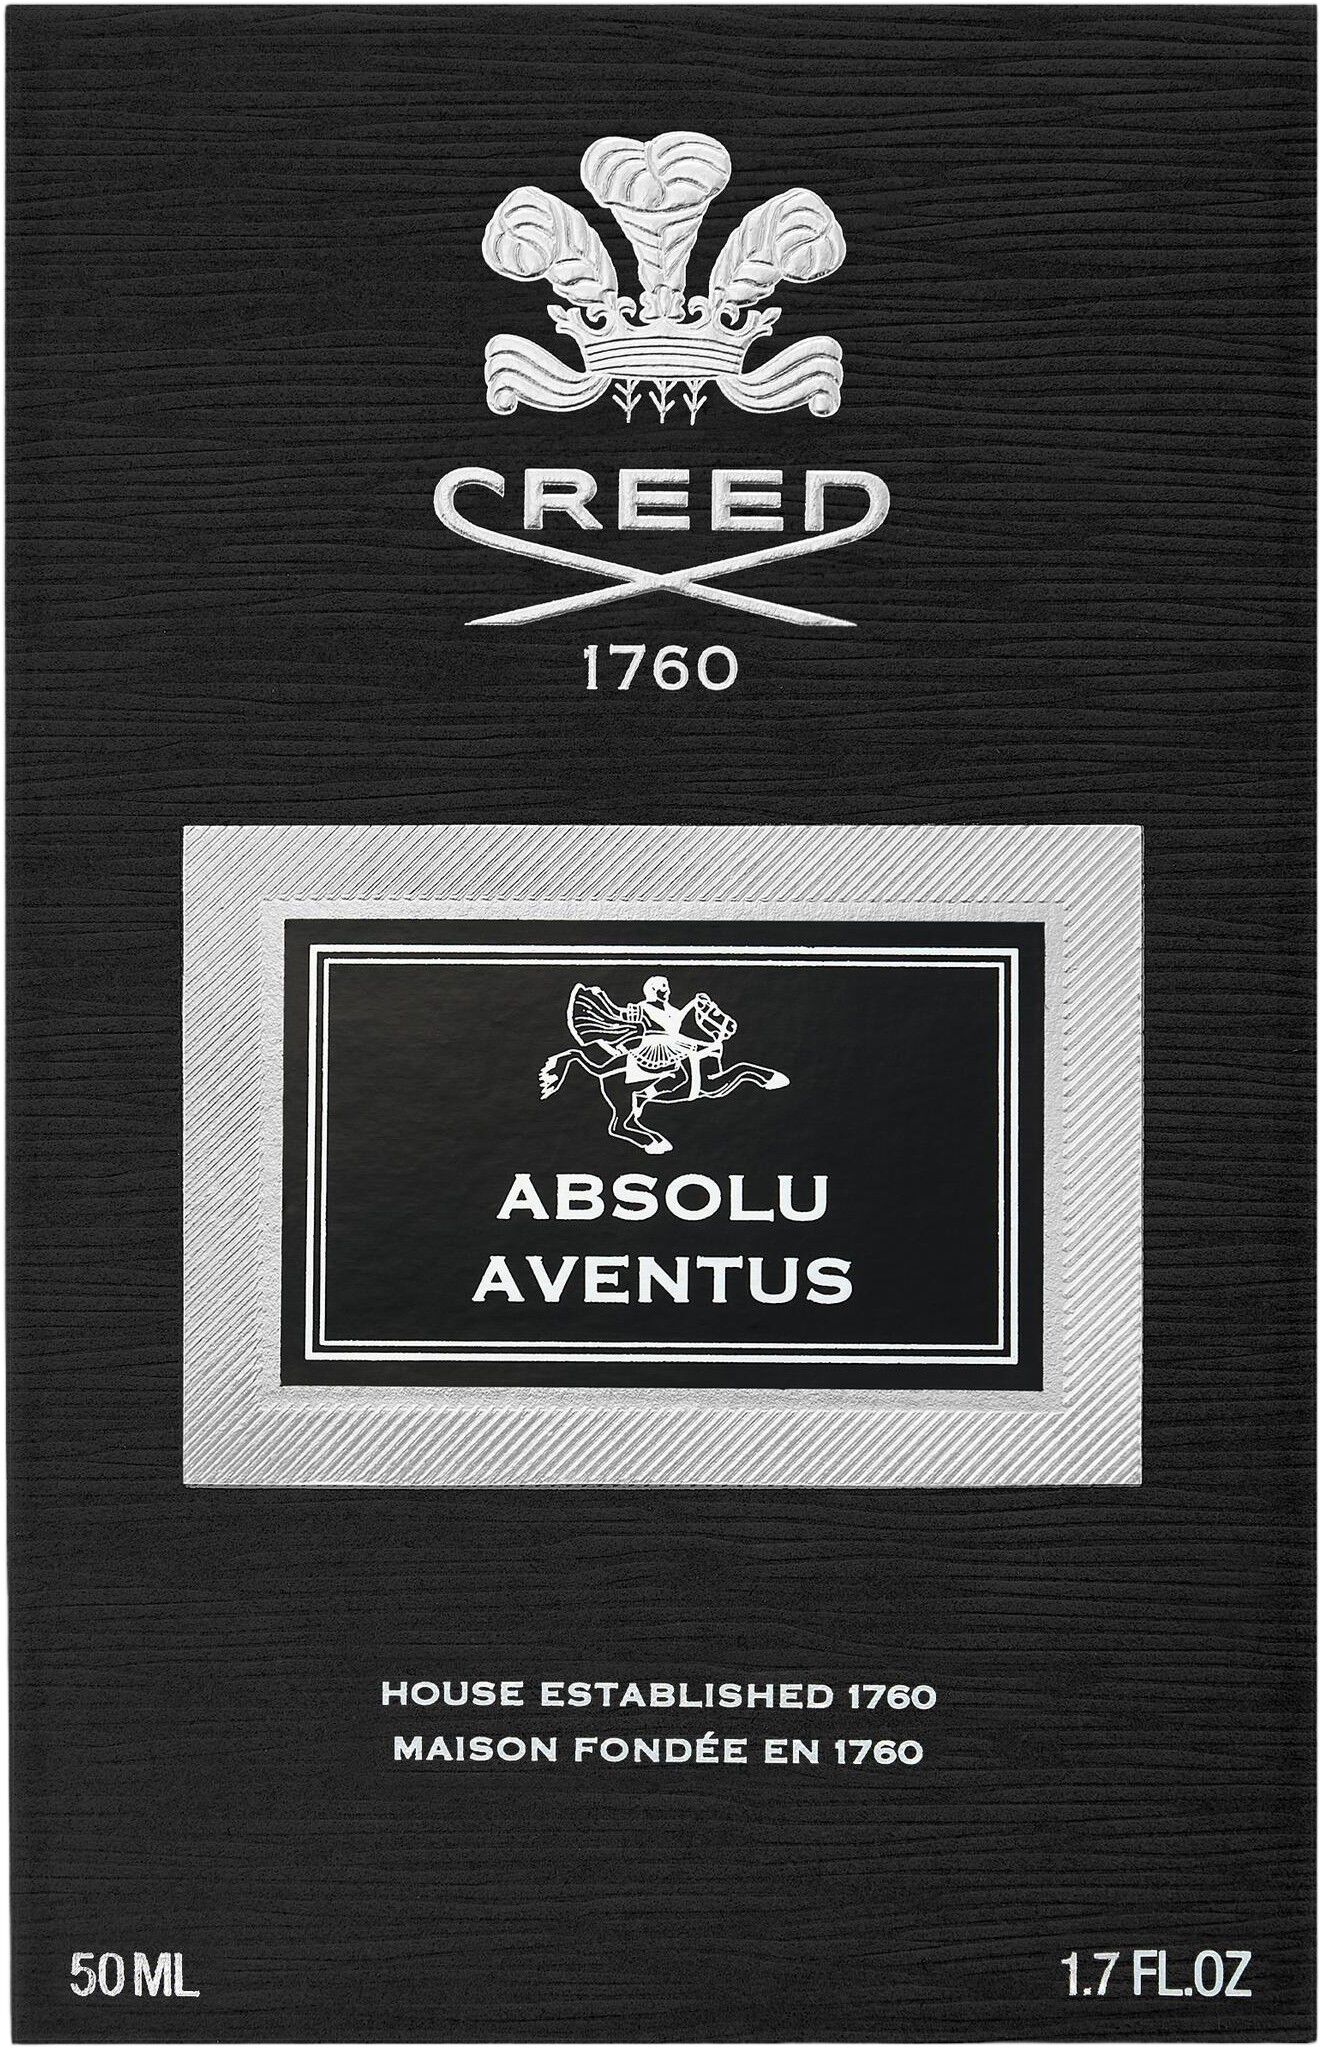 CREED
1760
ABSOLU
AVENTUS
HOUSE ESTABLISHED 1760
MAISON FONDÉE EN 1760
50 ML
1.7 FL.OZ